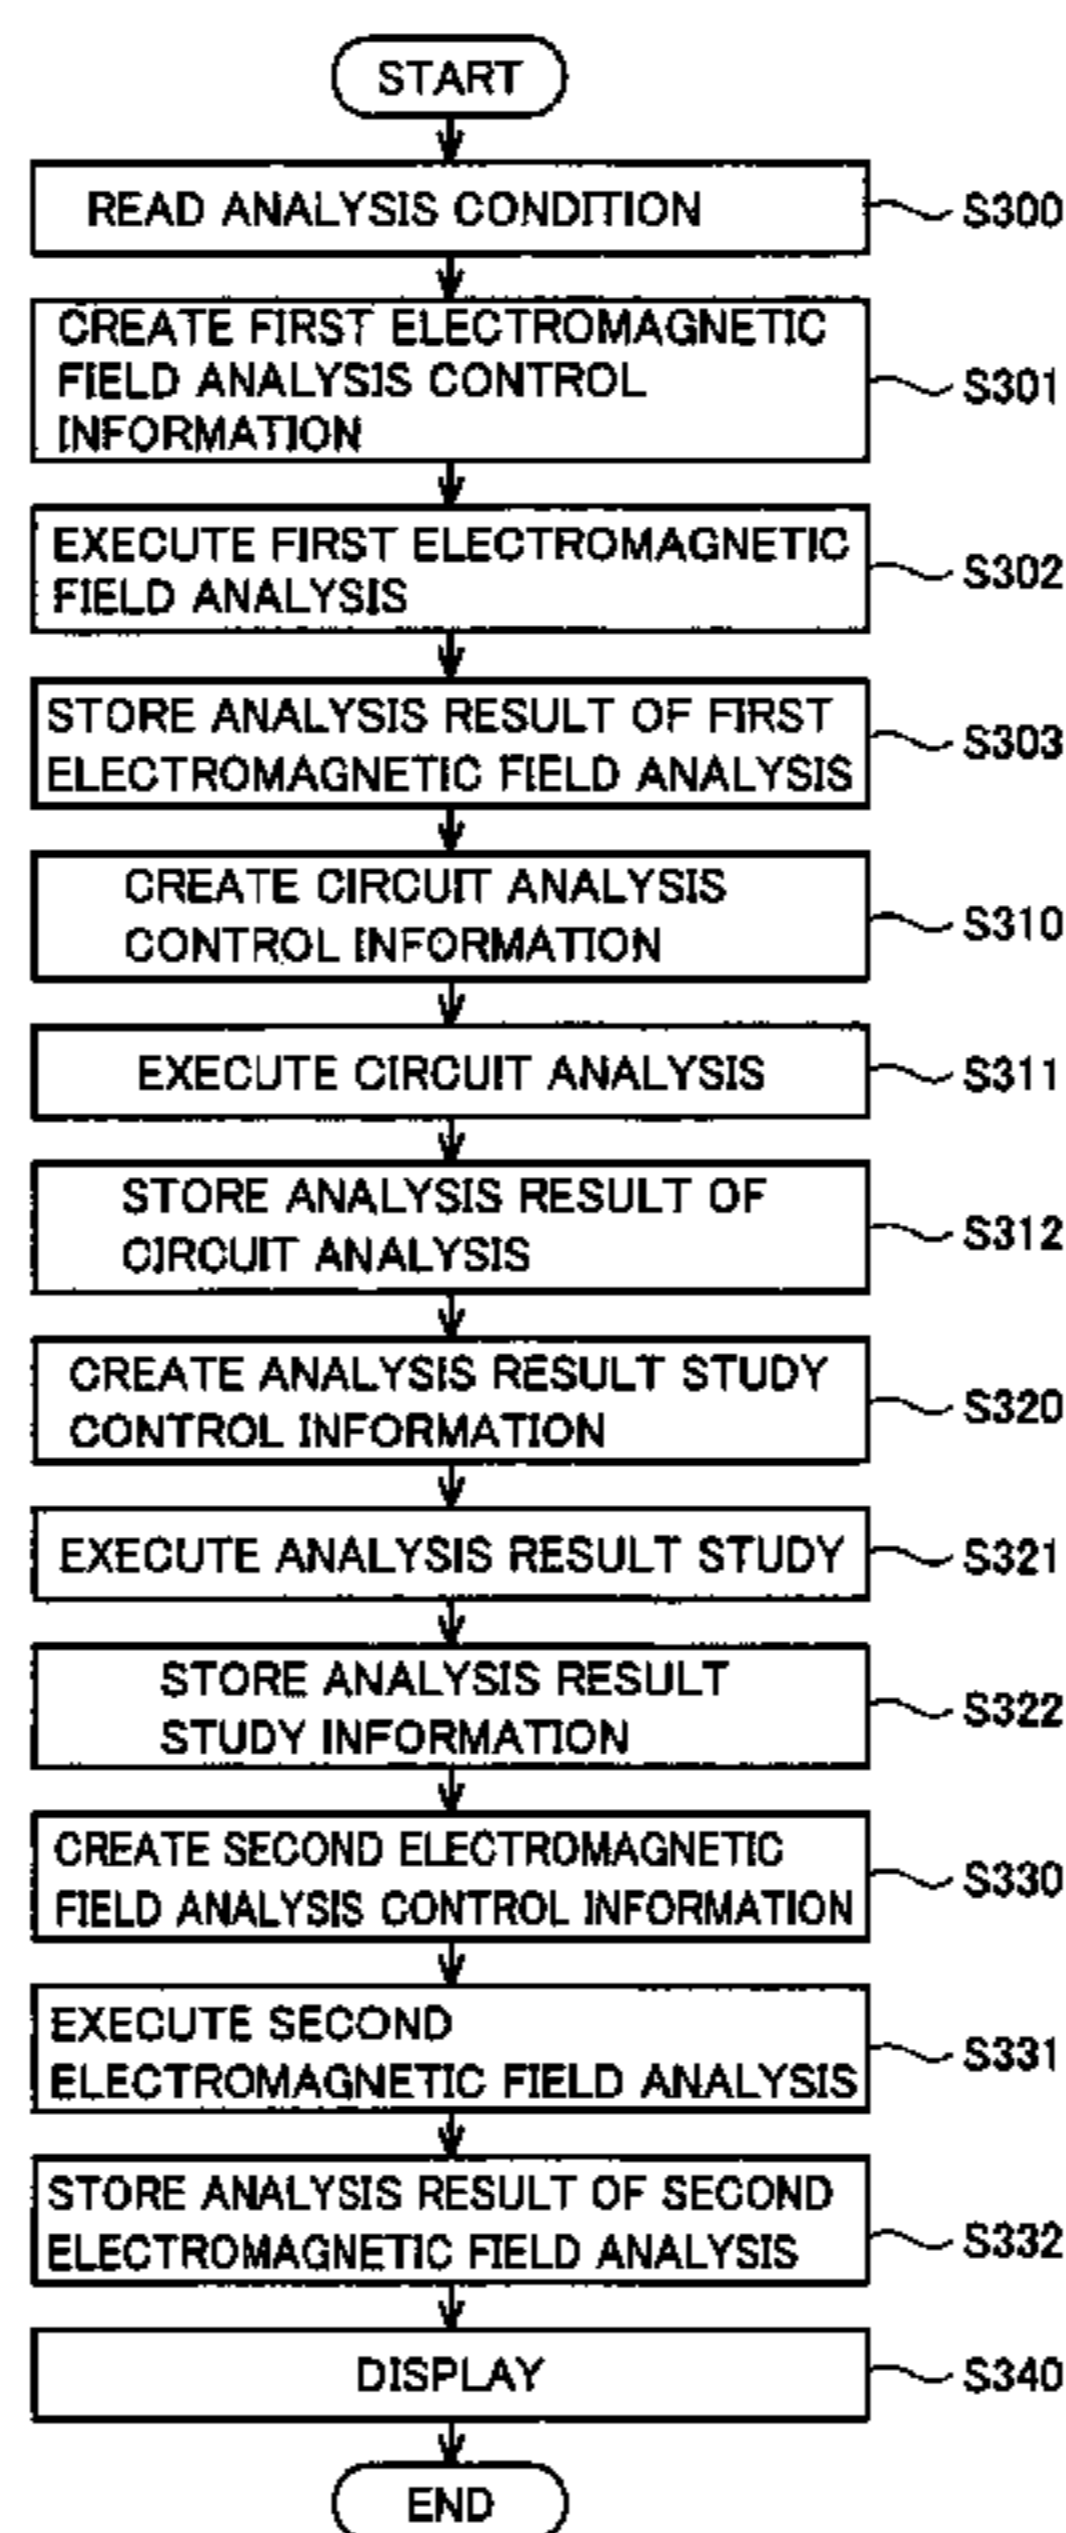 START
READ ANALYSIS CONDITION
S300
CREATE FIRST ELECTROMAGNETIC
FIELD ANALYSIS CONTROL
INFORMATION
S301
EXECUTE FIRST ELECTROMAGNETIC
FIELD ANALYSIS
S302
STORE ANALYSIS RESULT OF FIRST
ELECTROMAGNETIC FIELD ANALYSIS
S303
CREATE CIRCUIT ANALYSIS
CONTROL INFORMATION
S310
EXECUTE CIRCUIT ANALYSIS
S311
STORE ANALYSIS RESULT OF
CIRCUIT ANALYSIS
S312
CREATE ANALYSIS RESULT STUDY
CONTROL INFORMATION
S320
EXECUTE ANALYSIS RESULT STUDY
S321
STORE ANALYSIS RESULT
STUDY INFORMATION
S322
CREATE SECOND ELECTROMAGNETIC
FIELD ANALYSIS CONTROL INFORMATION
S330
EXECUTE SECOND
ELECTROMAGNETIC FIELD ANALYSIS
S331
STORE ANALYSIS RESULT OF SECOND
ELECTROMAGNETIC FIELD ANALYSIS
S332
DISPLAY
S340
END